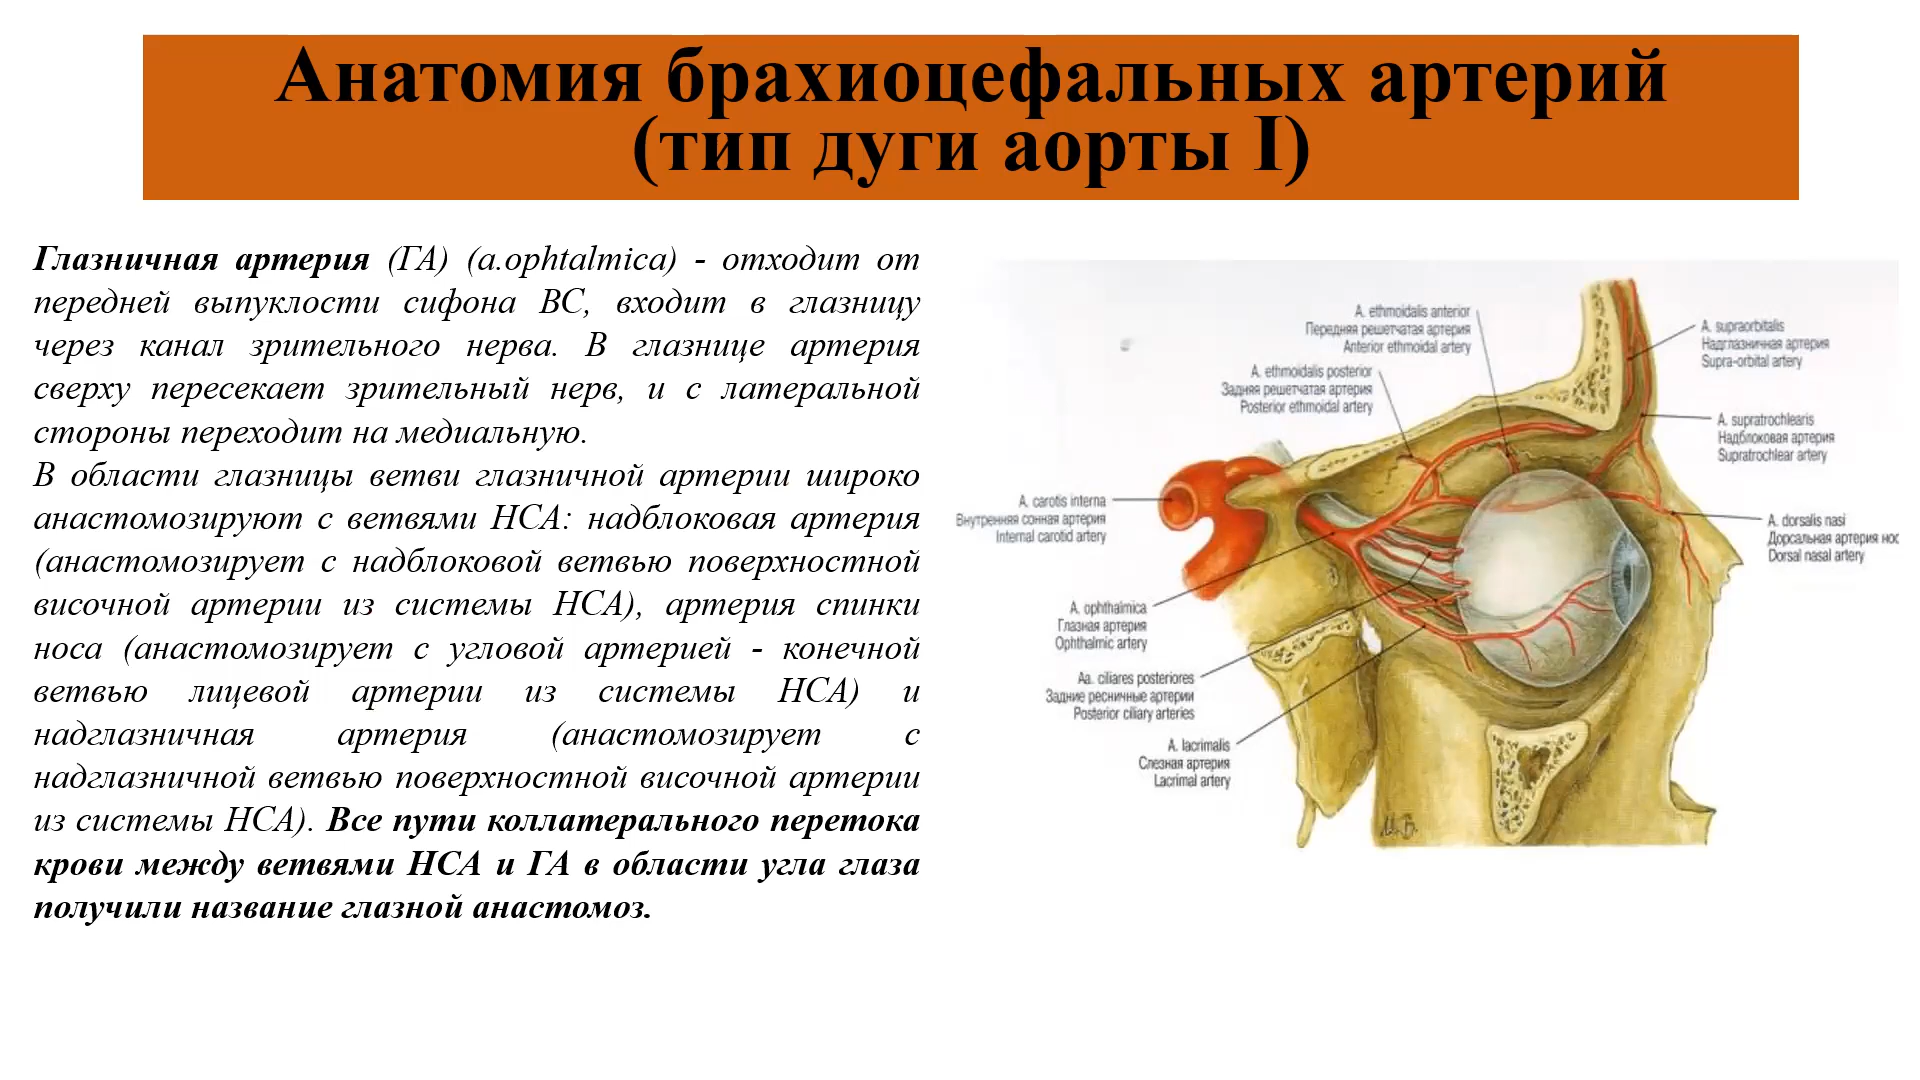 Анатомия брахиоцефальных артерий
(тип дуги аорты I)
Глазничная артерия (ГА) (a.ophtalmica) - отходит от
передней выпуклости сифона ВС, входит в глазницу
через канал зрительного нерва. В глазнице артерия
сверху пересекает зрительный нерв, и с латеральной
стороны переходит на медиальную.
В области глазницы ветви глазничной артерии широко
анастомозируют с ветвями НСА: надблоковая артерия
(анастомозирует с надблоковой ветвью поверхностной
височной артерии из системы НСА), артерия спинки
носа (анастомозирует с угловой артерией - конечной
ветвью лицевой артерии из системы НСА) и
надглазничная артерия (анастомозирует с
надглазничной ветвью поверхностной височной артерии
из системы НСА). Все пути коллатерального перетока
крови между ветвями НСА и ГА в области угла глаза
получили название глазной анастомоз.
A. ethmoidalis anterior
Передняя решетчатая артерия
Anterior ethmoidal artery
A. ethmoidalis posterior
Задняя решетчатая артерия
Posterior ethmoidal artery
A. carotis interna
Внутренняя сонная артерия
Internal carotid artery
A. ophthalmica
Глазная артерия
Ophthalmic artery
Aa. ciliares posteriores
Задние ресничные артерии
Posterior ciliary arteries
A. lacrimalis
Слезная артерия
Lacrimal artery
A. supraorbitalis
Надглазничная артерия
Supra-orbital artery
A. supratrochlearis
Надблоковая артерия
Supratrochlear artery
A. dorsalis nasi
Дорсальная артерия нос
Dorsal nasal artery